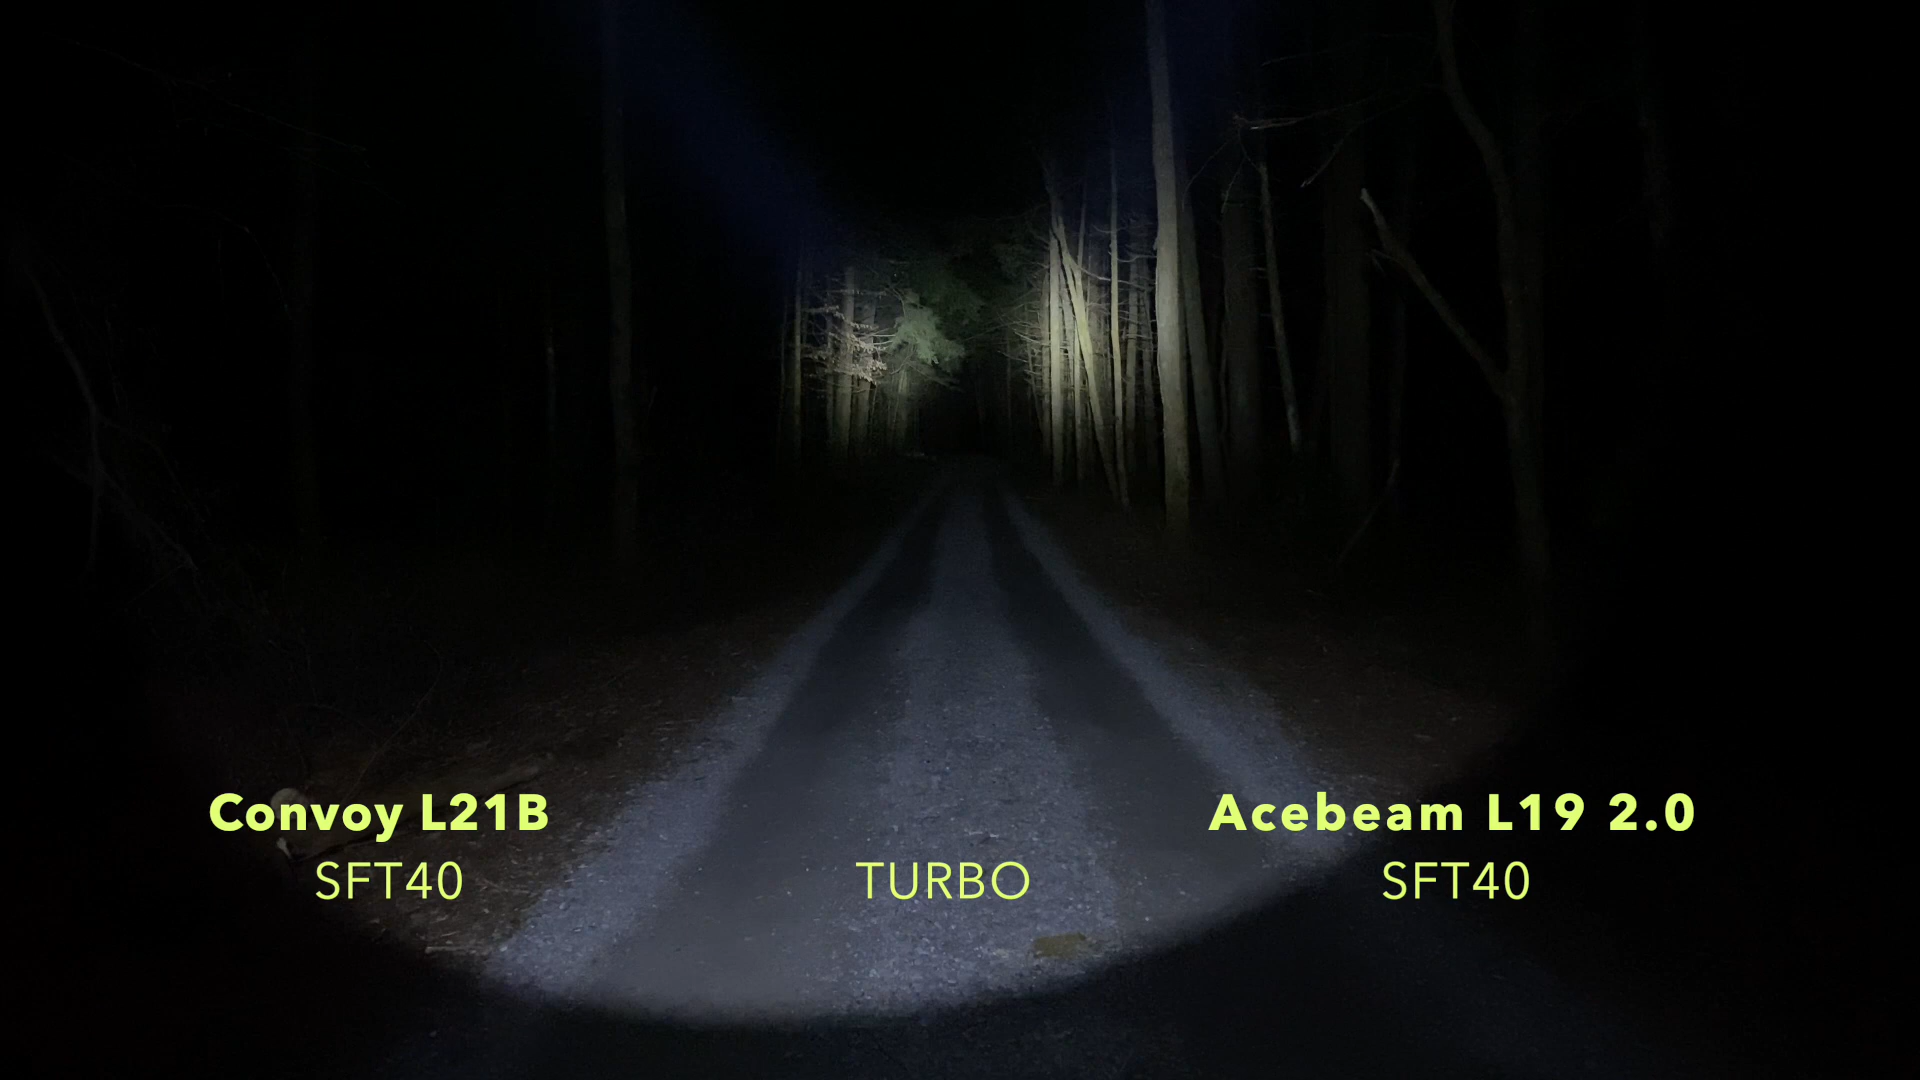 Convoy L21B
SFT40
TURBO
Acebeam L19 2.0
SFT40